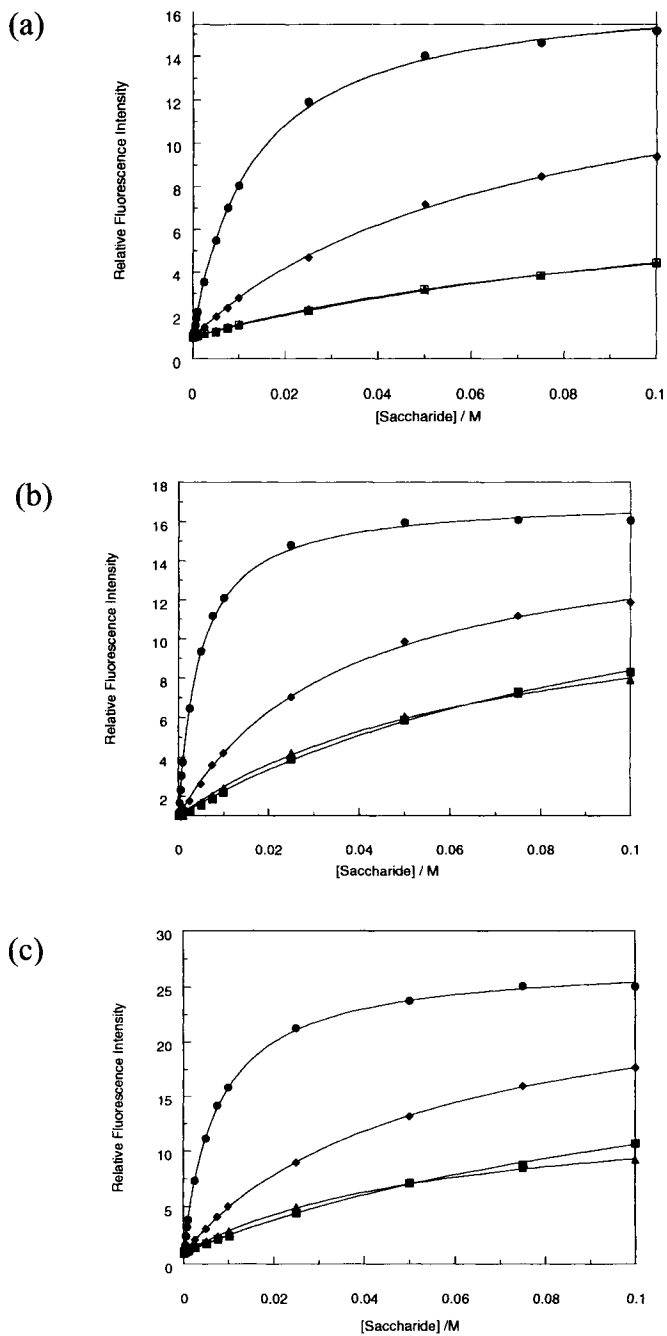 (a)
16
14
12
10
8
6
4
2
0
Relative Fluorescence Intensity
0 0.02 0.04 0.06 0.08 0.1
[Saccharide] / M
(b)
18
16
14
12
10
8
6
4
2
Relative Fluorescence Intensity
0 0.02 0.04 0.06 0.08 0.1
[Saccharide] / M
(c)
30
25
20
15
10
5
0
Relative Fluorescence Intensity
0 0.02 0.04 0.06 0.08 0.1
[Saccharide] /M